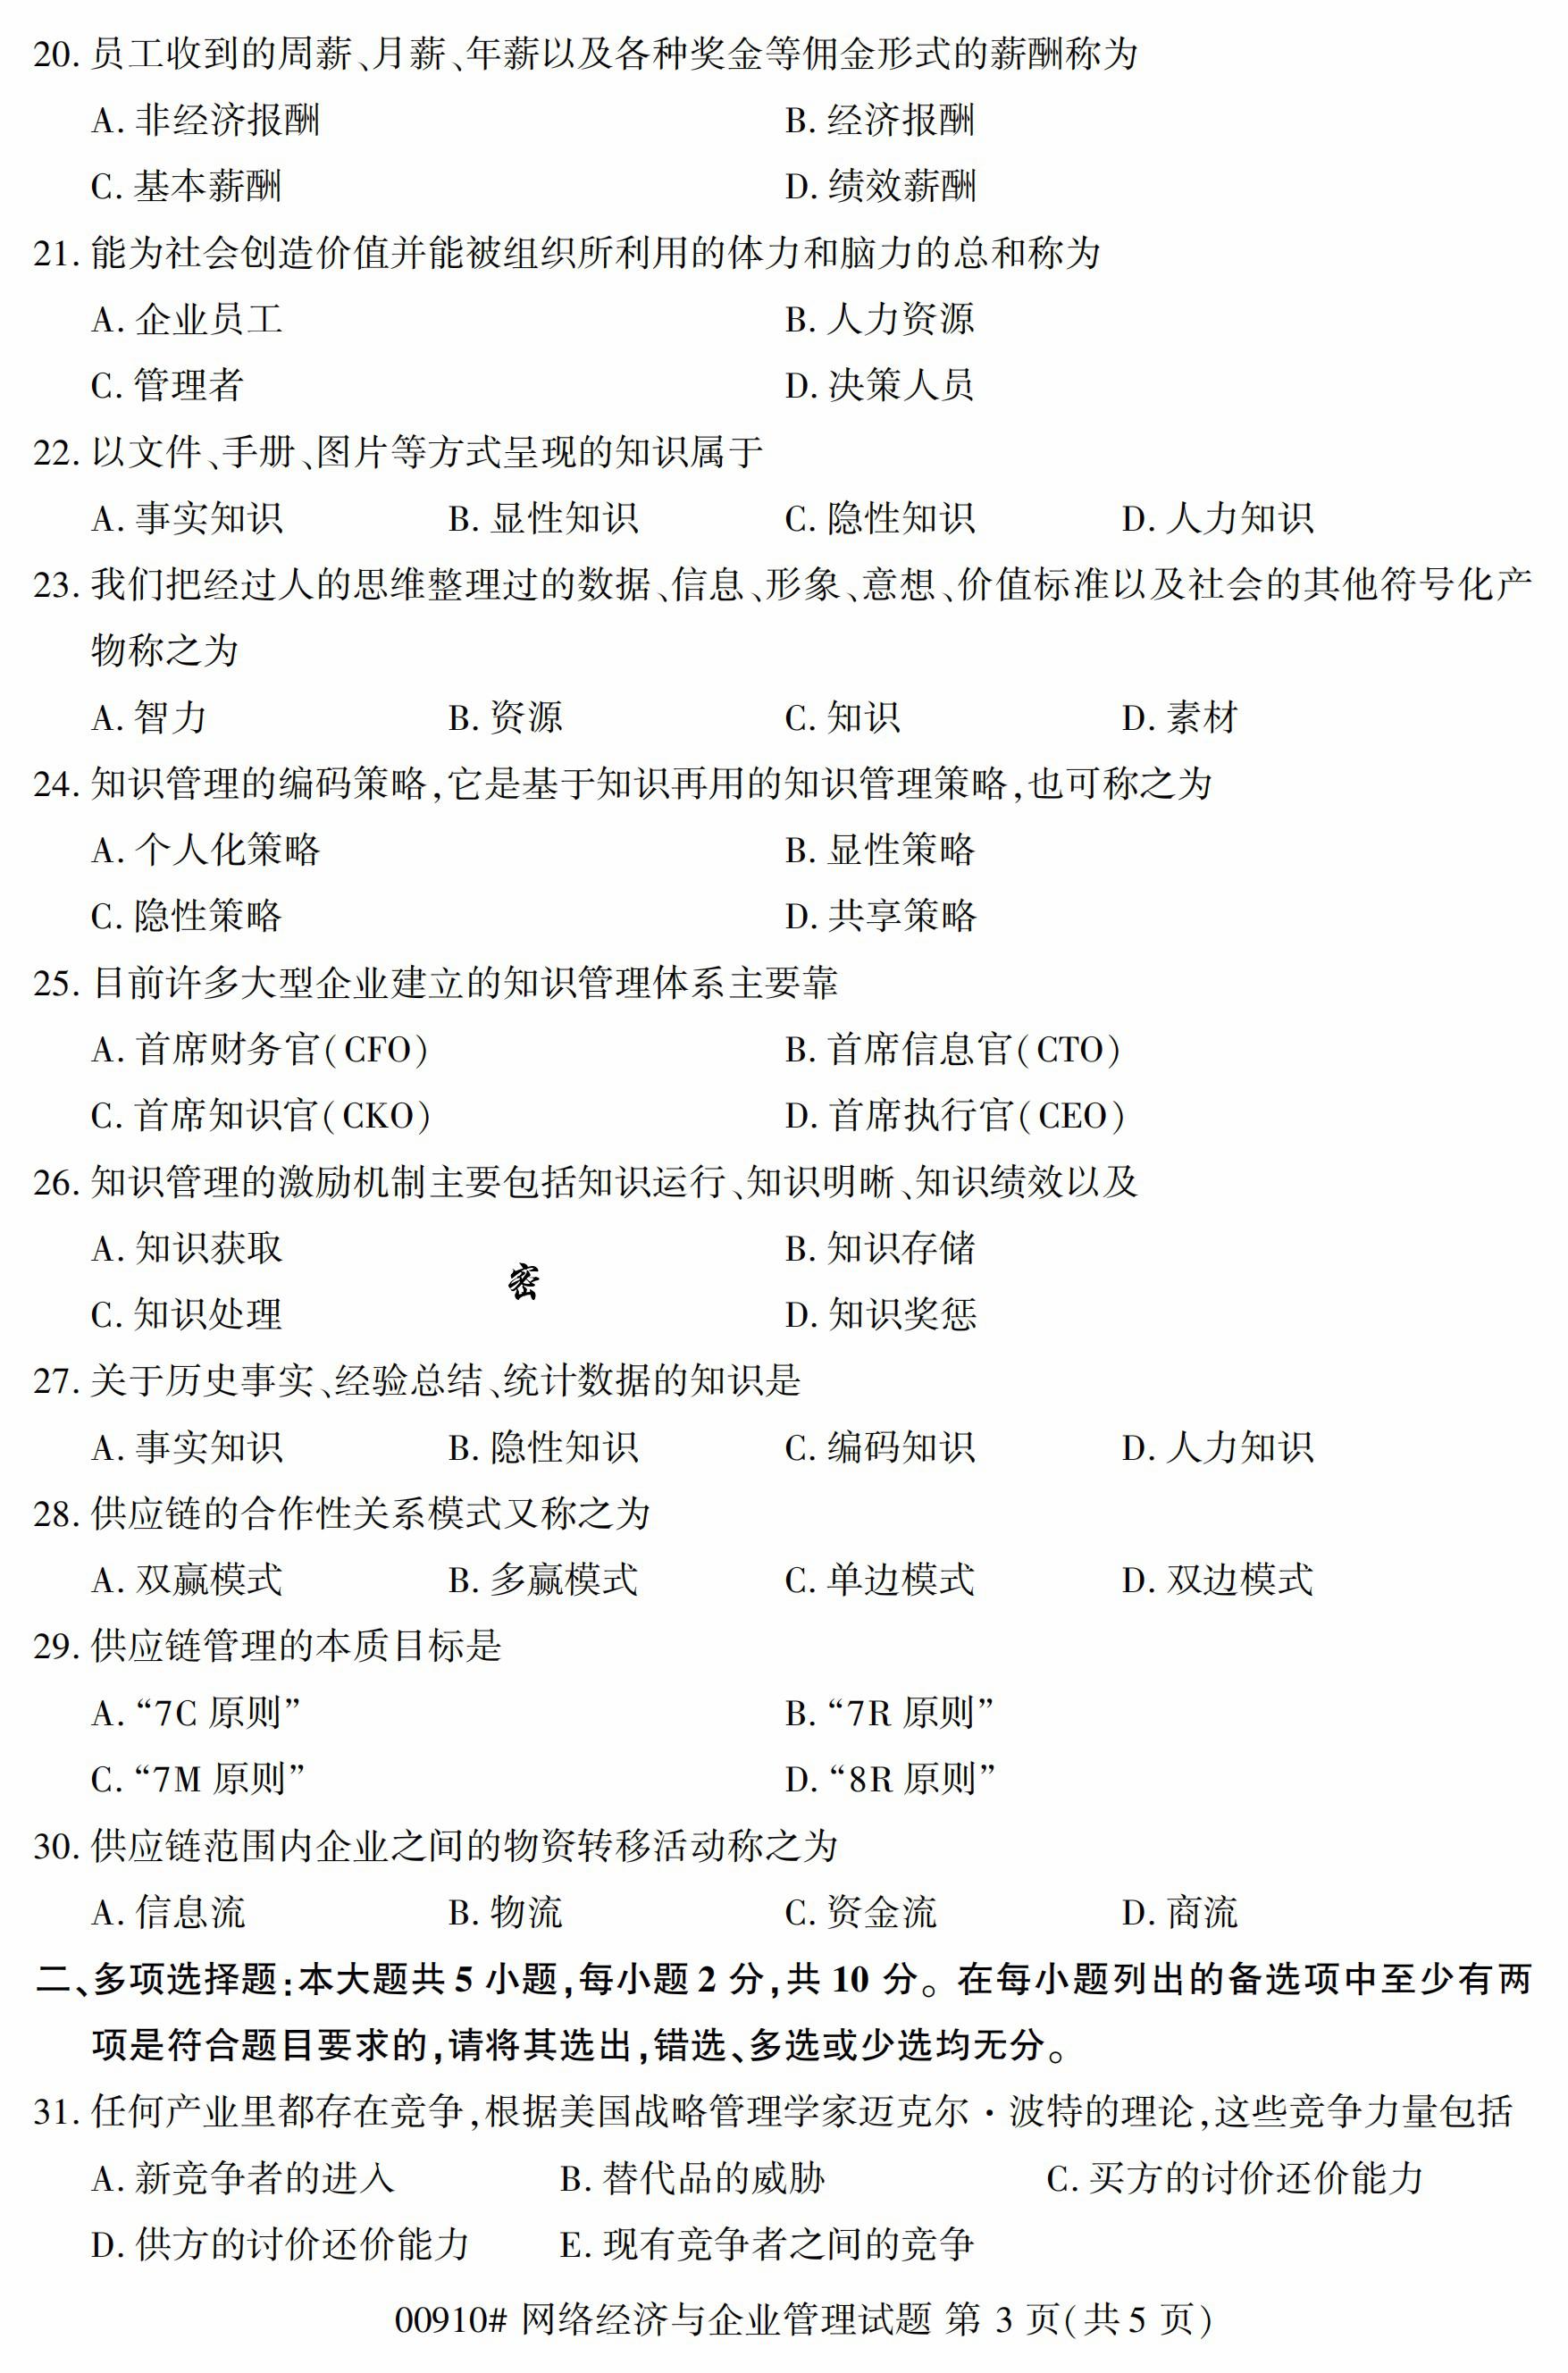 20. 员工收到的周薪、月薪、年薪以及各种奖金等佣金形式的薪酬称为
A. 非经济报酬 B. 经济报酬
C. 基本薪酬 D. 绩效薪酬
21. 能为社会创造价值并能被组织所利用的体力和脑力的总和称为
A. 企业员工 B. 人力资源
C. 管理者 D. 决策人员
22. 以文件、手册、图片等方式呈现的知识属于
A. 事实知识 B. 显性知识 C. 隐性知识 D. 人力知识
23. 我们把经过人的思维整理过的数据、信息、形象、意想、价值标准以及社会的其他符号化产
物称之为
A. 智力 B. 资源 C. 知识 D. 素材
24. 知识管理的编码策略,它是基于知识再用的知识管理策略,也可称之为
A. 个人化策略 B. 显性策略
C. 隐性策略 D. 共享策略
25. 目前许多大型企业建立的知识管理体系主要靠
A. 首席财务官(CFO) B. 首席信息官(CTO)
C. 首席知识官(CKO) D. 首席执行官(CEO)
26. 知识管理的激励机制主要包括知识运行、知识明晰、知识绩效以及
A. 知识获取 B. 知识存储
密
C. 知识处理 D. 知识奖惩
27. 关于历史事实、经验总结、统计数据的知识是
A. 事实知识 B. 隐性知识 C. 编码知识 D. 人力知识
28. 供应链的合作性关系模式又称之为
A. 双赢模式 B. 多赢模式 C. 单边模式 D. 双边模式
29. 供应链管理的本质目标是
A. “7C 原则” B. “7R 原则”
C. “7M 原则” D. “8R 原则”
30. 供应链范围内企业之间的物资转移活动称之为
A. 信息流 B. 物流 C. 资金流 D. 商流
二、多项选择题:本大题共 5 小题,每小题 2 分,共 10 分。在每小题列出的备选项中至少有两
项是符合题目要求的,请将其选出,错选、多选或少选均无分。
31. 任何产业里都存在竞争,根据美国战略管理学家迈克尔·波特的理论,这些竞争力量包括
A. 新竞争者的进入 B. 替代品的威胁 C. 买方的讨价还价能力
D. 供方的讨价还价能力 E. 现有竞争者之间的竞争
00910# 网络经济与企业管理试题 第 3 页(共 5 页)